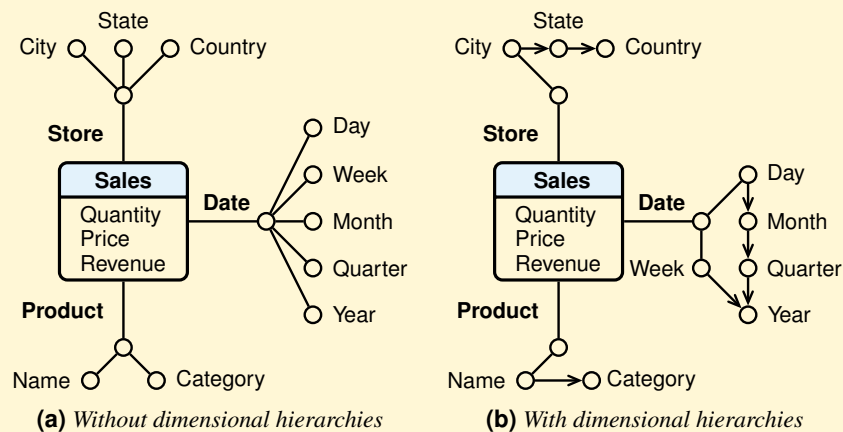 State
City
Country
Store
Sales
Quantity
Price
Revenue
Date
Day
Week
Month
Quarter
Year
Product
Name
Category
(a) Without dimensional hierarchies
State
City
Country
Store
Sales
Quantity
Price
Revenue
Date
Day
Month
Week
Quarter
Year
Product
Name
Category
(b) With dimensional hierarchies